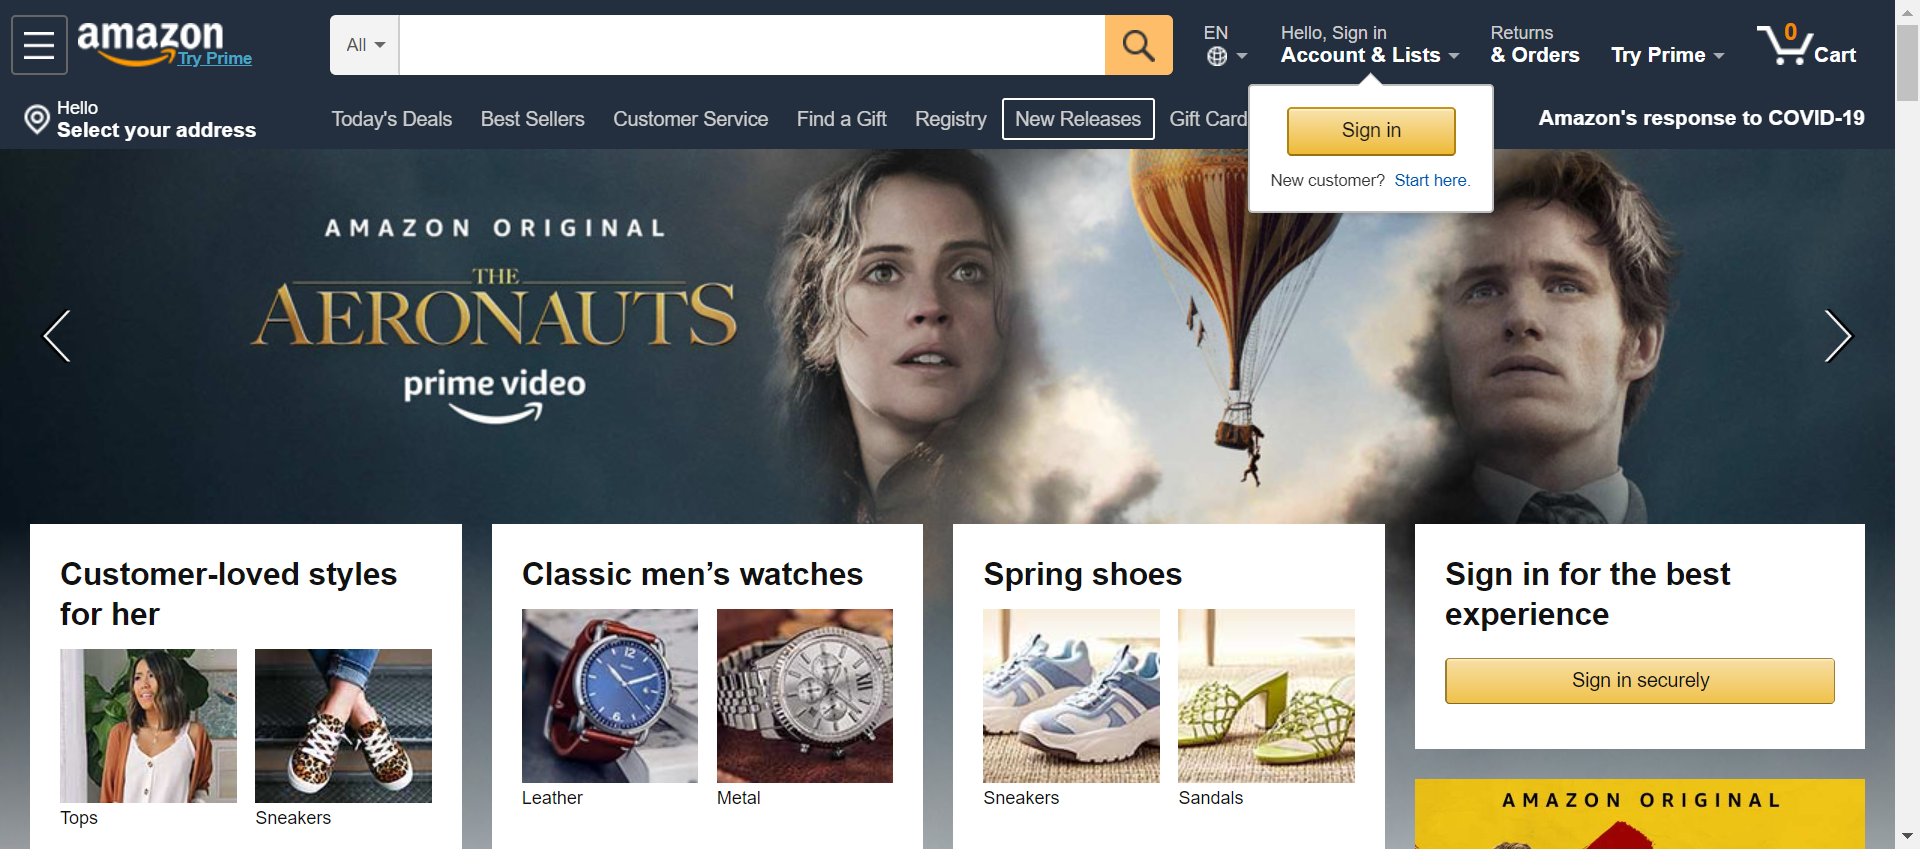 amazon
Try Prime
All
EN
Hello, Sign in
Account & Lists
Returns
& Orders
Try Prime
0
Cart
Hello
Select your address
Today's Deals
Best Sellers
Customer Service
Find a Gift
Registry
New Releases
Gift Card
Amazon's response to COVID-19
Sign in
New customer? Start here.
AMAZON ORIGINAL
THE
AERONAUTS
prime video
Customer-loved styles
for her
Tops
Sneakers
Classic men’s watches
Leather
Metal
Spring shoes
Sneakers
Sandals
Sign in for the best
experience
Sign in securely
AMAZON ORIGINAL